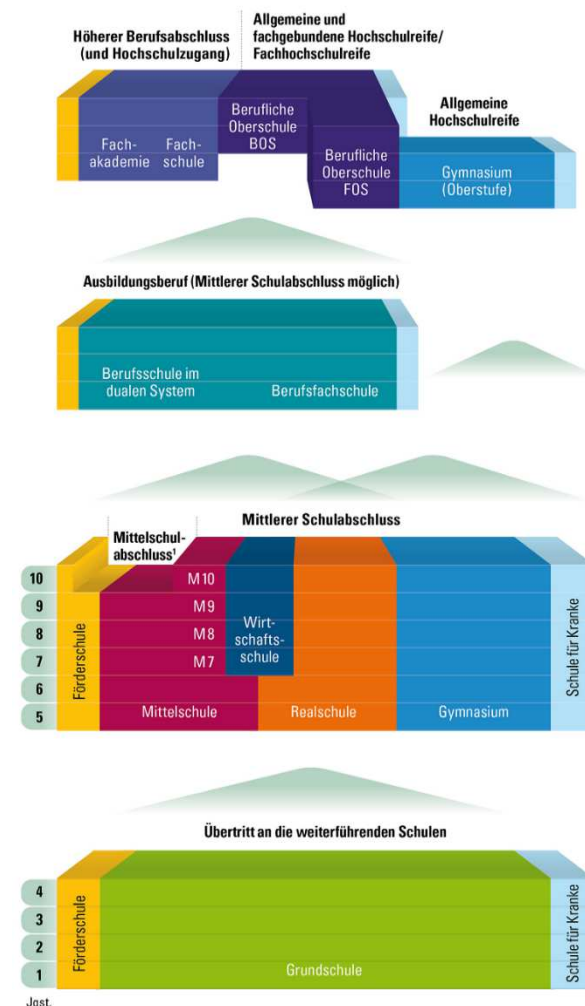 Höherer Berufsabschluss
(und Hochschulzugang)
Allgemeine und
fachgebundene Hochschulreife/
Fachhochschulreife
Allgemeine
Hochschulreife
Fach-
akademie
Fach-
schule
Berufliche
Oberschule
BOS
Berufliche
Oberschule
FOS
Gymnasium
(Oberstufe)
Ausbildungsberuf (Mittlerer Schulabschluss möglich)
Berufsschule im
dualen System
Berufsfachschule
Mittlerer Schulabschluss
Mittelschul-
abschluss¹
10
9
8
7
6
5
Förderschule
M10
M9
M8
M7
Mittelschule
Wirt-
schafts-
schule
Realschule
Gymnasium
Schule für Kranke
Übertritt an die weiterführenden Schulen
4
3
2
1
Jgst.
Förderschule
Grundschule
Schule für Kranke